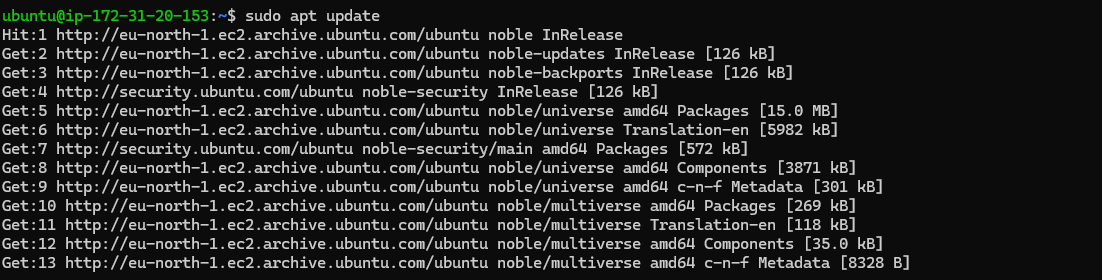 ubuntu@ip-172-31-20-153:~$ sudo apt update
Hit:1 http://eu-north-1.ec2.archive.ubuntu.com/ubuntu noble InRelease
Get:2 http://eu-north-1.ec2.archive.ubuntu.com/ubuntu noble-updates InRelease [126 kB]
Get:3 http://eu-north-1.ec2.archive.ubuntu.com/ubuntu noble-backports InRelease [126 kB]
Get:4 http://security.ubuntu.com/ubuntu noble-security InRelease [126 kB]
Get:5 http://eu-north-1.ec2.archive.ubuntu.com/ubuntu noble/universe amd64 Packages [15.0 MB]
Get:6 http://eu-north-1.ec2.archive.ubuntu.com/ubuntu noble/universe Translation-en [5982 kB]
Get:7 http://security.ubuntu.com/ubuntu noble-security/main amd64 Packages [572 kB]
Get:8 http://eu-north-1.ec2.archive.ubuntu.com/ubuntu noble/universe amd64 Components [3871 kB]
Get:9 http://eu-north-1.ec2.archive.ubuntu.com/ubuntu noble/universe amd64 c-n-f Metadata [301 kB]
Get:10 http://eu-north-1.ec2.archive.ubuntu.com/ubuntu noble/multiverse amd64 Packages [269 kB]
Get:11 http://eu-north-1.ec2.archive.ubuntu.com/ubuntu noble/multiverse Translation-en [118 kB]
Get:12 http://eu-north-1.ec2.archive.ubuntu.com/ubuntu noble/multiverse amd64 Components [35.0 kB]
Get:13 http://eu-north-1.ec2.archive.ubuntu.com/ubuntu noble/multiverse amd64 c-n-f Metadata [8328 B]